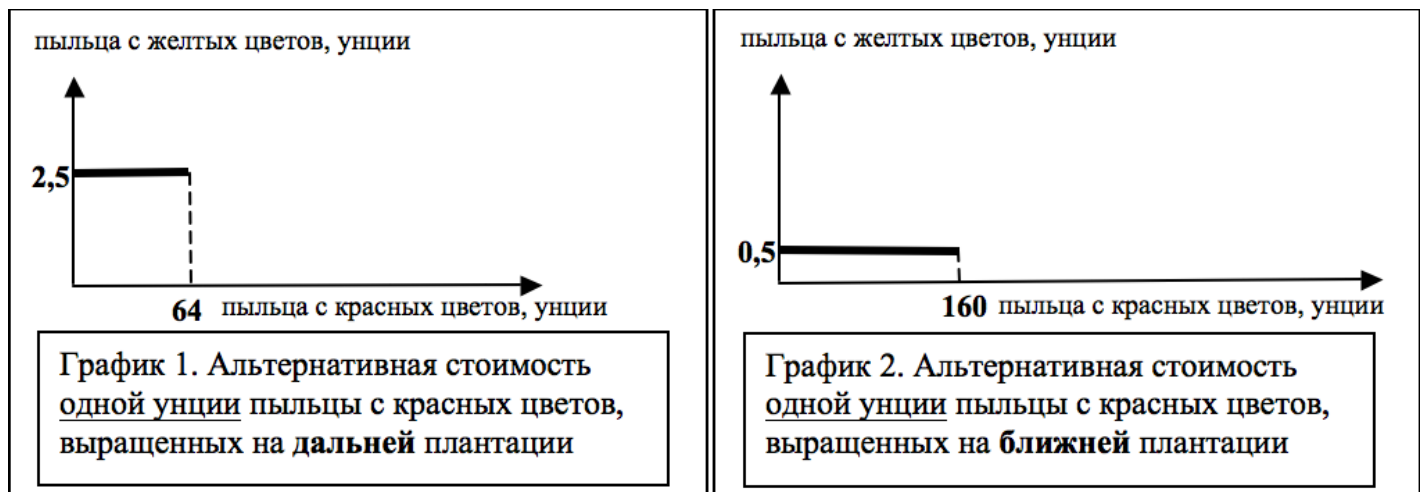 пыльца с желтых цветов, унции
2,5
64 пыльца с красных цветов, унции
График 1. Альтернативная стоимость
одной унции пыльцы с красных цветов,
выращенных на дальней плантации
пыльца с желтых цветов, унции
0,5
160 пыльца с красных цветов, унции
График 2. Альтернативная стоимость
одной унции пыльцы с красных цветов,
выращенных на ближней плантации